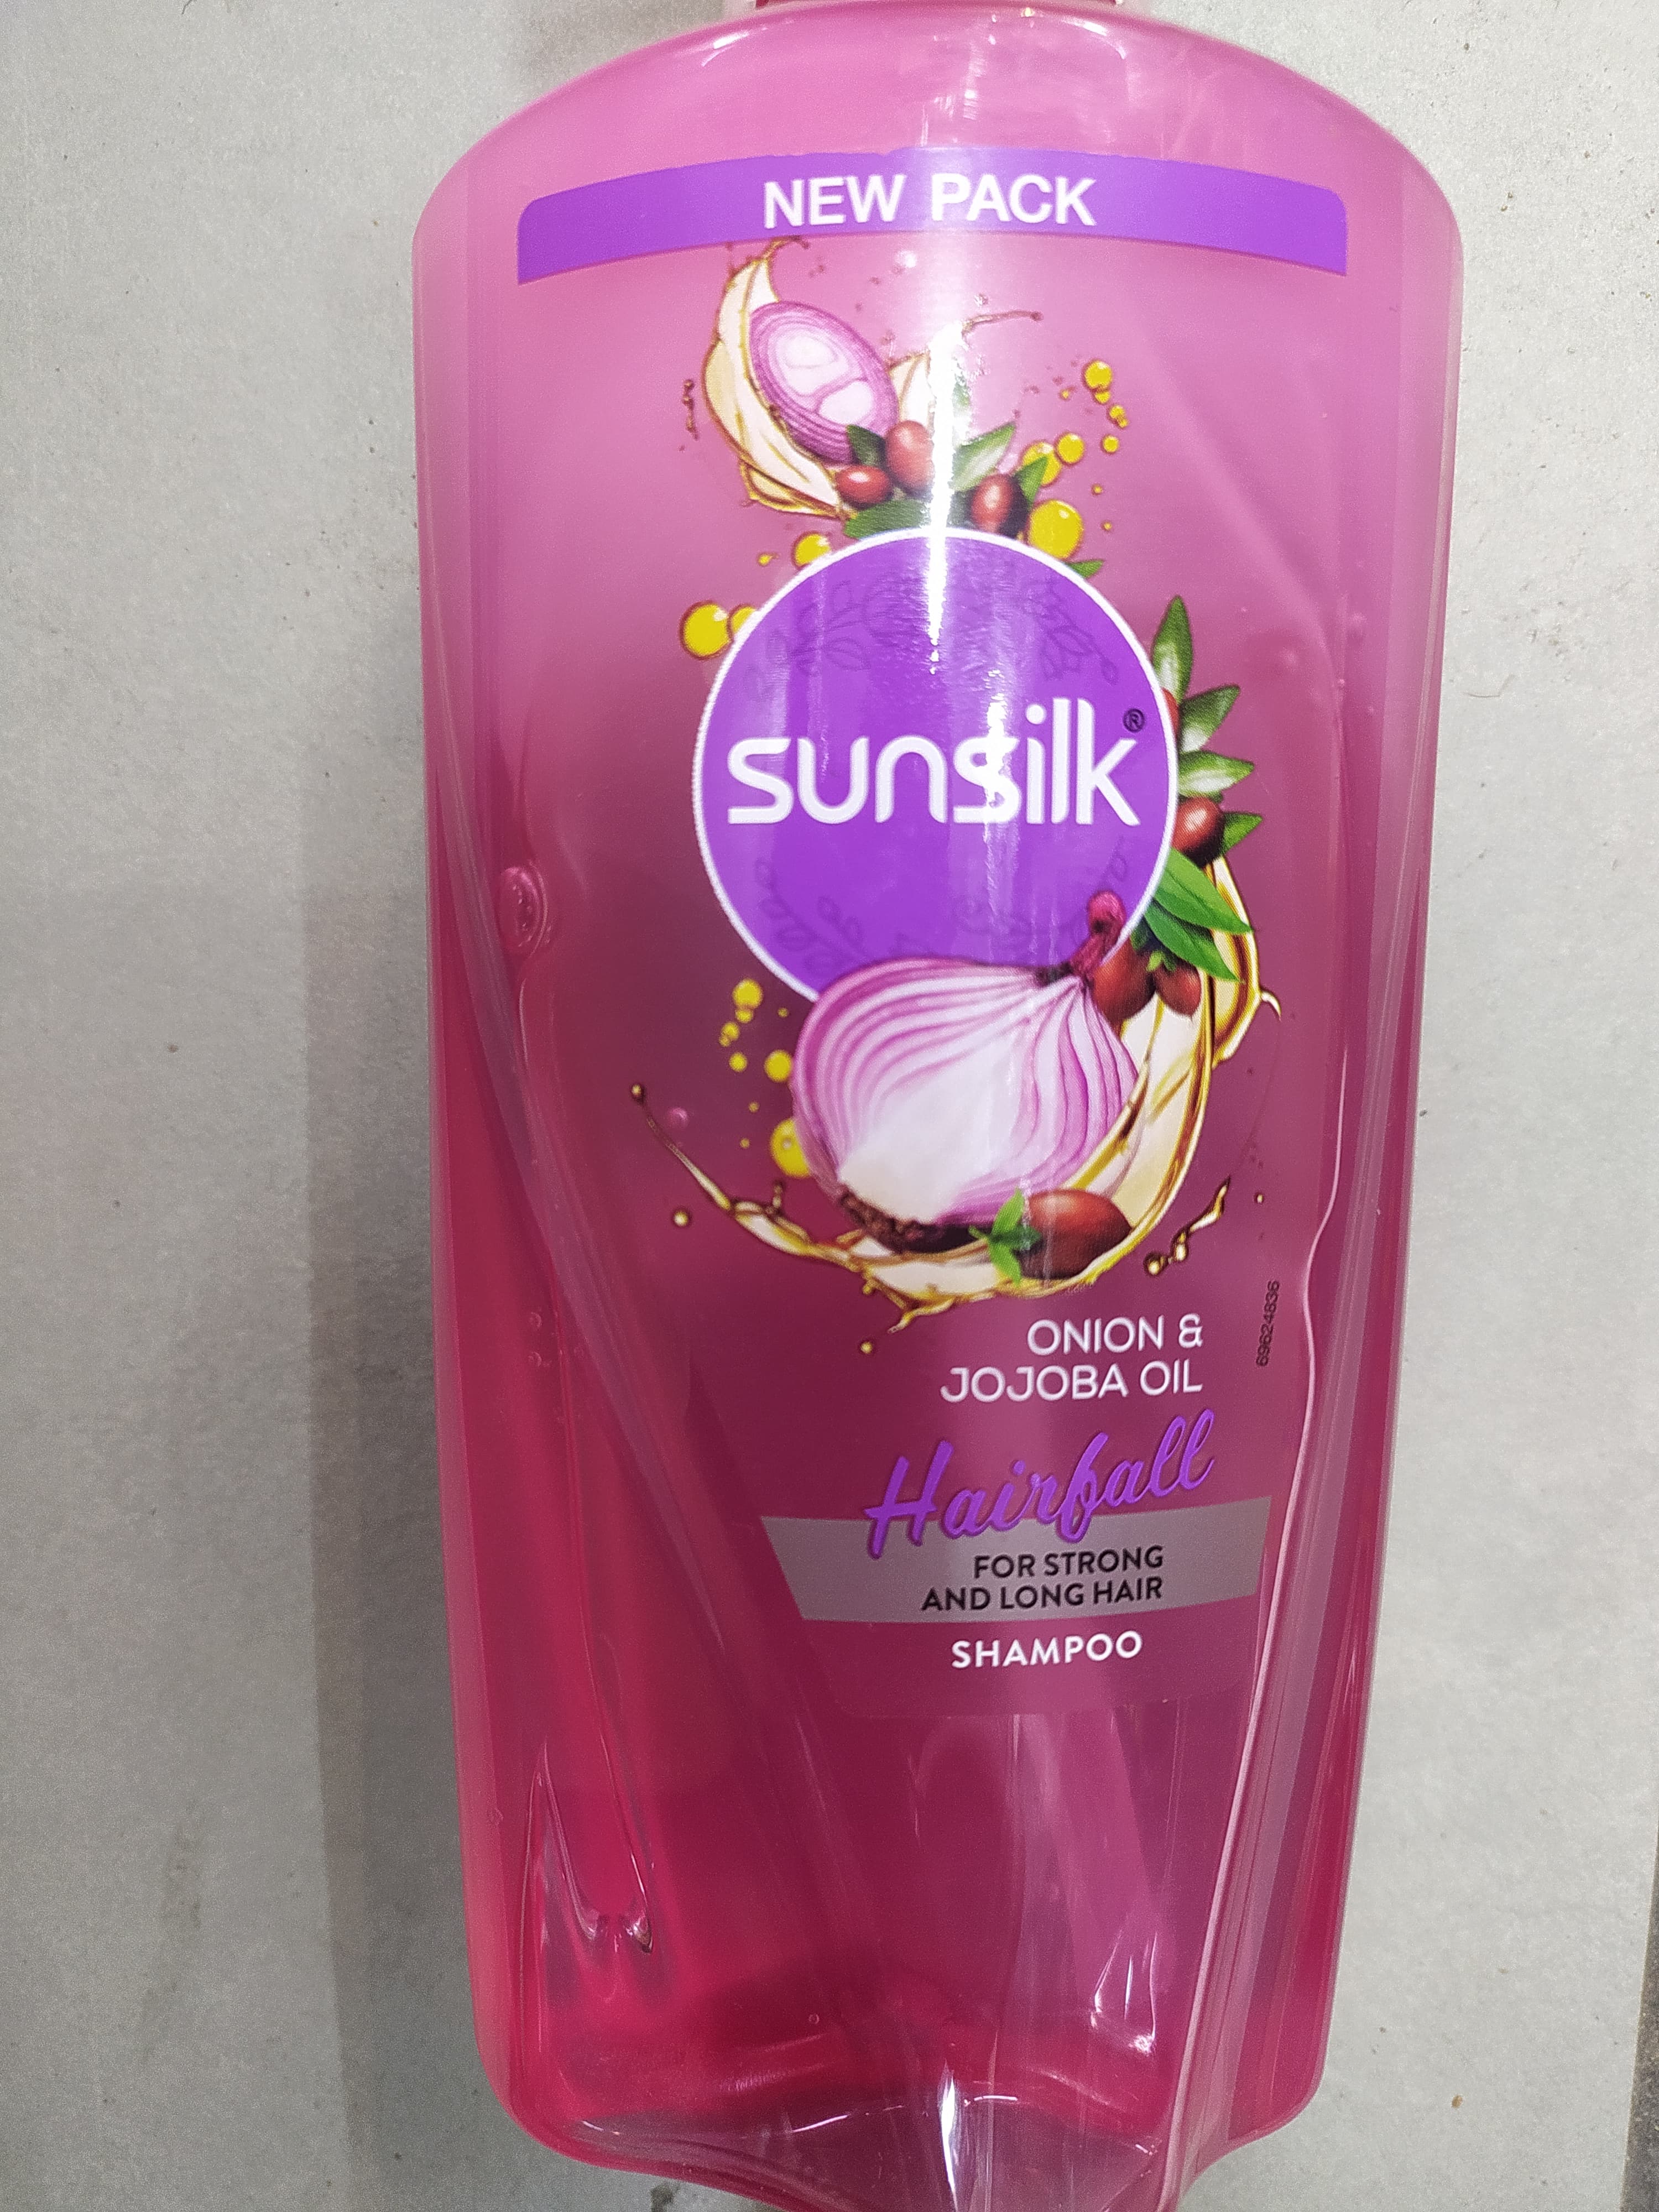 NEW PACK
sunsilk®
ONION &
JOJOBA OIL
69624836
Hairfall
FOR STRONG
AND LONG HAIR
SHAMPOO